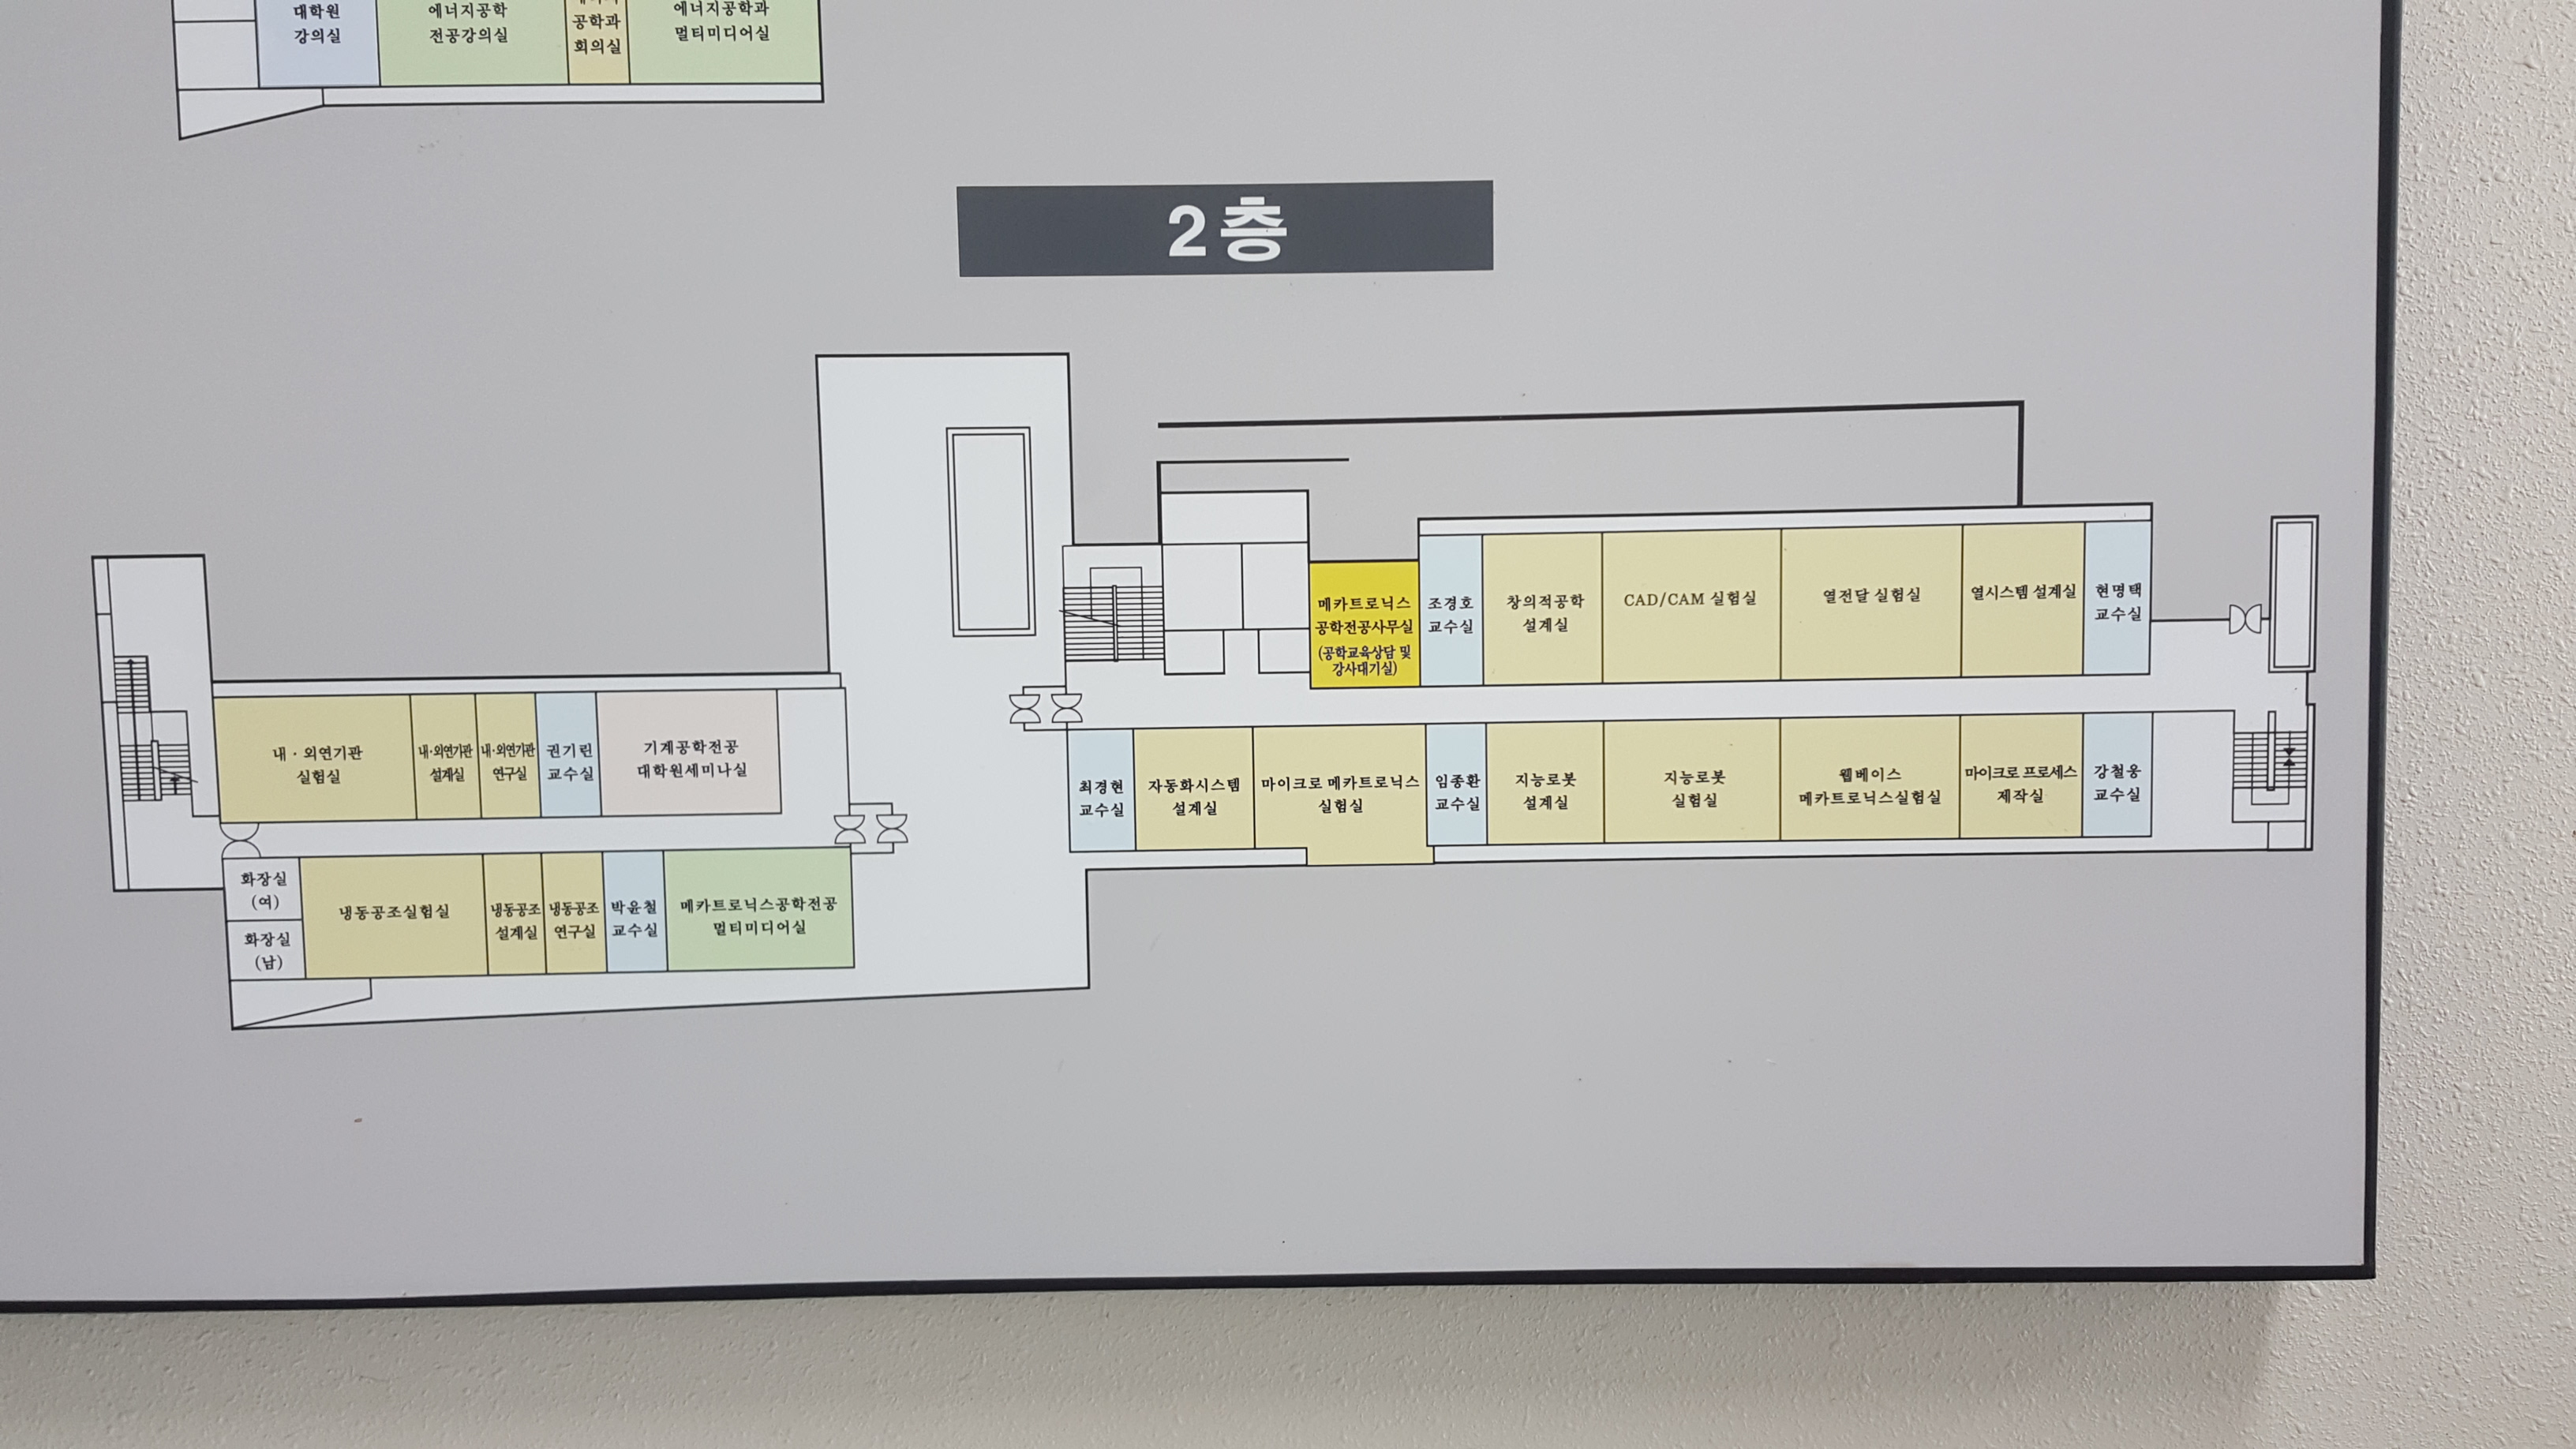 대학원
강의실
에너지공학
전공강의실
공학과
회의실
에너지공학과
멀티미디어실
2층
메카트로닉스
공학전공사무실
(공학교육상담 및
강사대기실)
조경호
교수실
창의적공학
설계실
CAD/CAM 실험실
열전달 실험실
열시스템 설계실
현명택
교수실
내·외연기관
실험실
내·외연기관
설계실
내·외연기관
연구실
권기린
교수실
기계공학전공
대학원세미나실
최경현
교수실
자동화시스템
설계실
마이크로 메카트로닉스
실험실
임종환
교수실
지능로봇
설계실
지능로봇
실험실
웹베이스
메카트로닉스실험실
마이크로 프로세스
제작실
강철웅
교수실
화장실
(여)
화장실
(남)
냉동공조실험실
냉동공조
설계실
냉동공조
연구실
박윤철
교수실
메카트로닉스공학전공
멀티미디어실